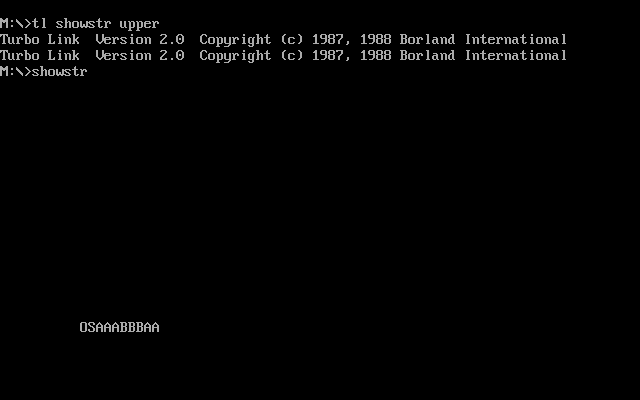 M:\>tl showstr upper
Turbo Link  Version 2.0  Copyright (c) 1987, 1988 Borland International
Turbo Link  Version 2.0  Copyright (c) 1987, 1988 Borland International
M:\>showstr
OSAAABBBAA